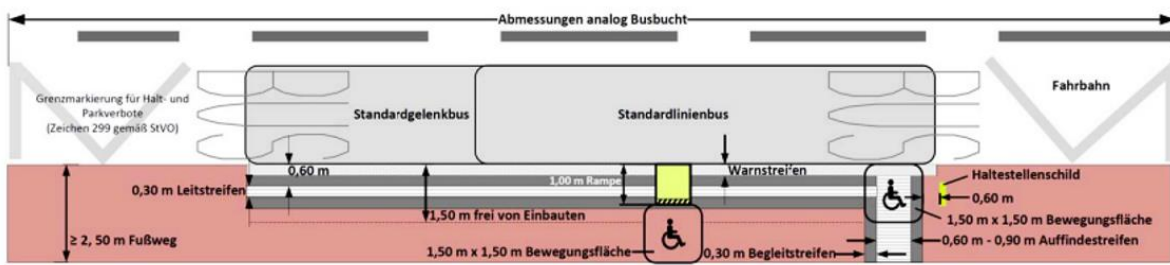 Abmessungen analog Busbucht
Grenzmarkierung für Halt- und
Parkverbote
(Zeichen 299 gemäß StVO)
Standardgelenkbus
Standardlinienbus
Fahrbahn
0,60 m
Warnstreifen
0,30 m Leitstreifen
1,00 m Rampe
Haltestellenschild
0,60 m
1,50 m frei von Einbauten
1,50 m x 1,50 m Bewegungsfläche
≥ 2, 50 m Fußweg
0,60 m - 0,90 m Auffindestreifen
1,50 m x 1,50 m Bewegungsfläche
0,30 m Begleitstreifen